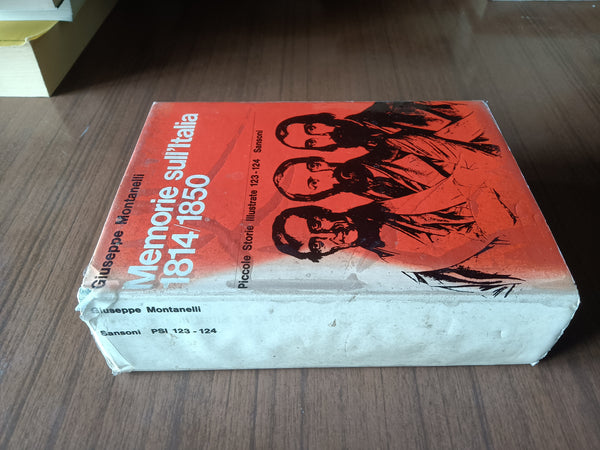 Giuseppe Montanelli
Memorie sull'Italia
1814/1850
Piccole Storie Illustrate 123-124 Sansoni
Giuseppe Montanelli
Sansoni PSI 123-124